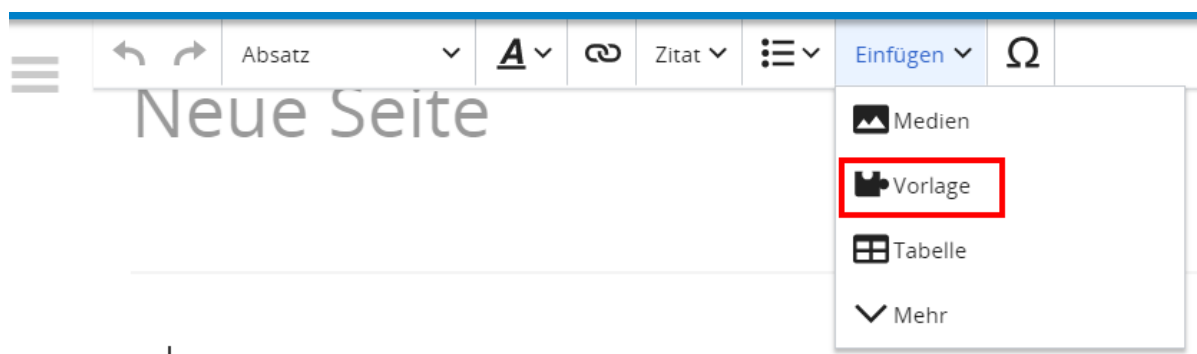 Absatz A Zitat Einfügen Ω
Neue Seite
Medien
Vorlage
Tabelle
Mehr